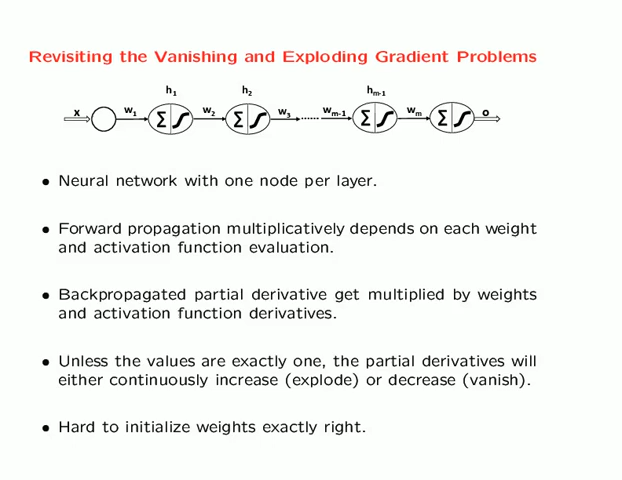 Revisiting the Vanishing and Exploding Gradient Problems
h1 h2 hm-1
x w1 w2 w3 wm-1 wm o
Σ Σ ...... Σ Σ
• Neural network with one node per layer.
• Forward propagation multiplicatively depends on each weight
and activation function evaluation.
• Backpropagated partial derivative get multiplied by weights
and activation function derivatives.
• Unless the values are exactly one, the partial derivatives will
either continuously increase (explode) or decrease (vanish).
• Hard to initialize weights exactly right.